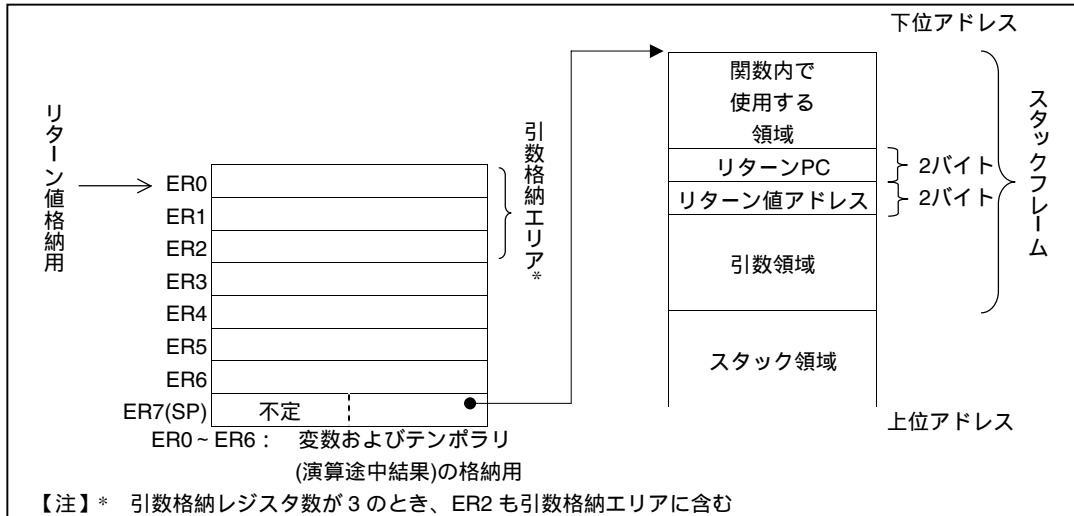 下位アドレス
関数内で
使用する
領域
リターンPC
リターン値アドレス
引数領域
スタック領域
2バイト
2バイト
スタックフレーム
上位アドレス
リターン値格納用
引数格納エリア*
ER0
ER1
ER2
ER3
ER4
ER5
ER6
ER7(SP)
不定
ER0~ER6： 変数およびテンポラリ
(演算途中結果)の格納用
【注】* 引数格納レジスタ数が 3 のとき、ER2 も引数格納エリアに含む